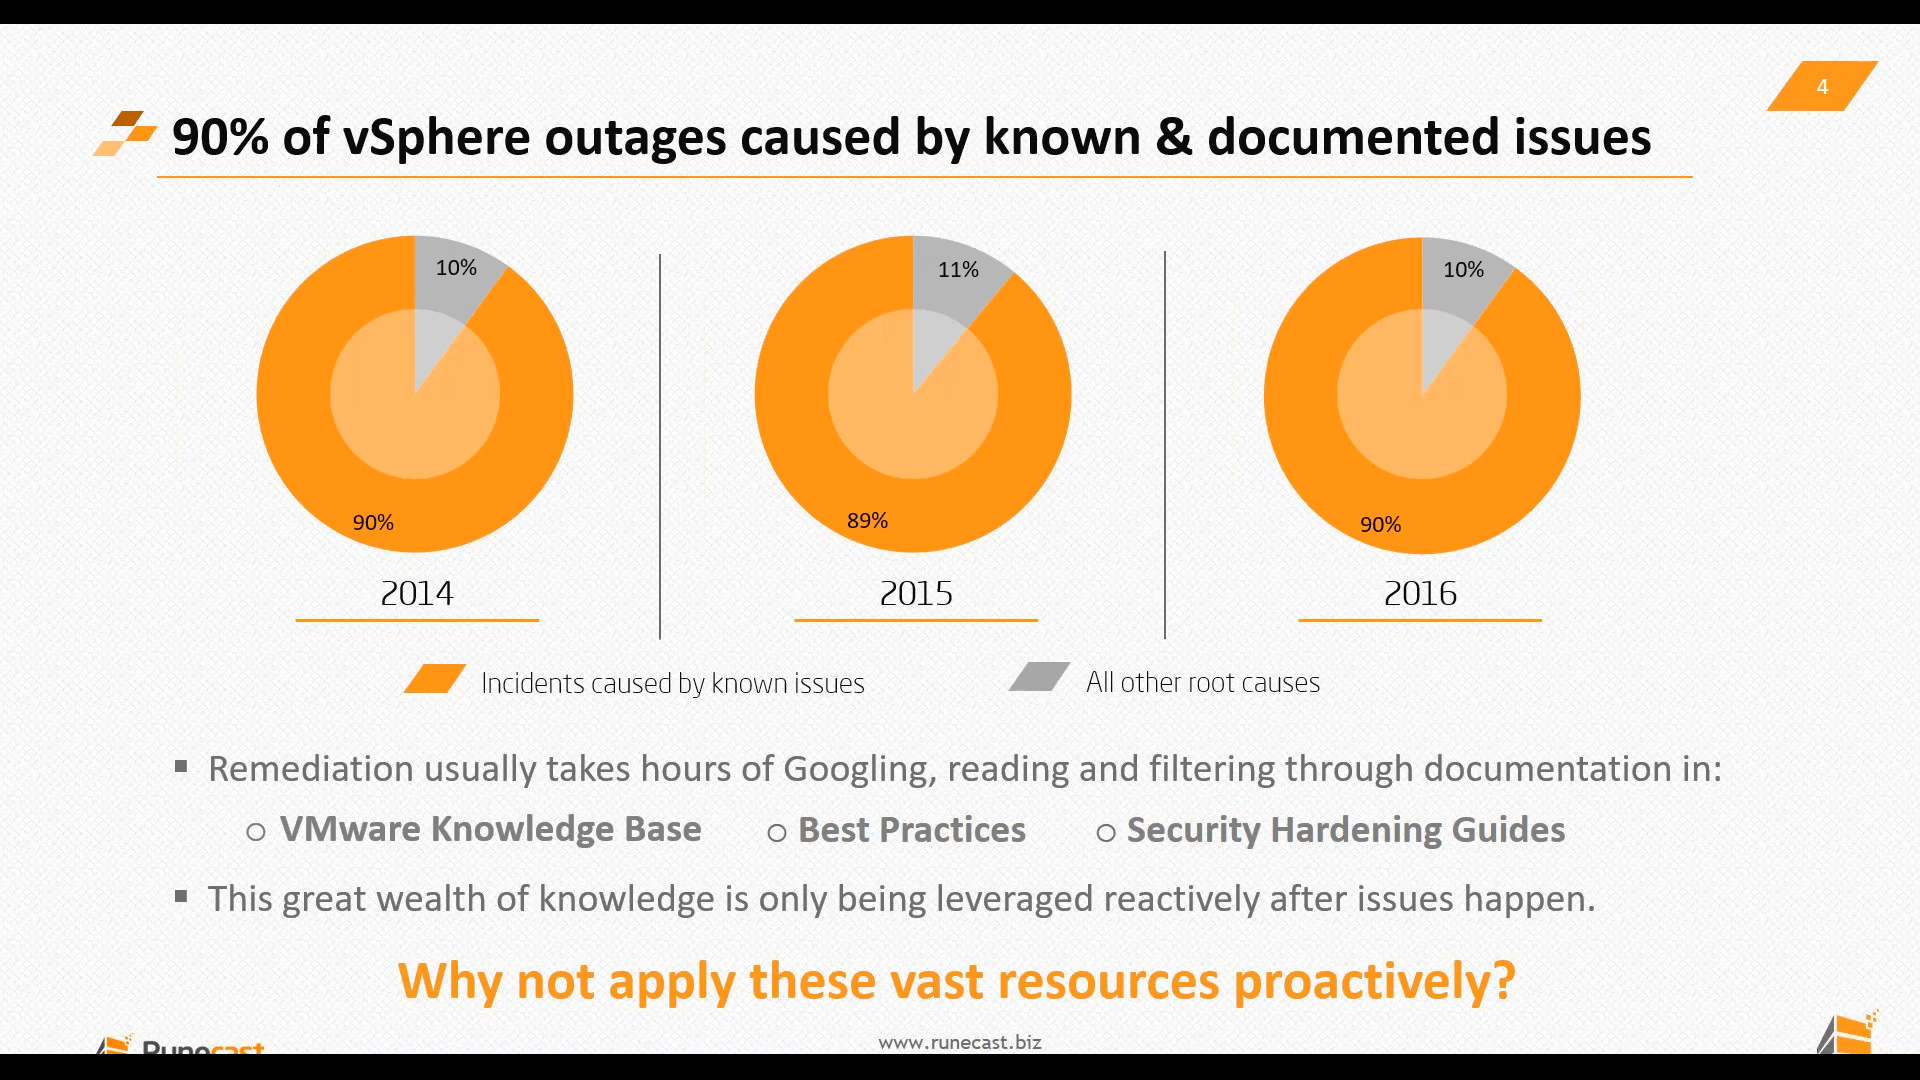 4
90% of vSphere outages caused by known & documented issues
10%
11%
10%
90%
89%
90%
2014
2015
2016
Incidents caused by known issues
All other root causes
▪ Remediation usually takes hours of Googling, reading and filtering through documentation in:
○ VMware Knowledge Base ○ Best Practices ○ Security Hardening Guides
▪ This great wealth of knowledge is only being leveraged reactively after issues happen.
Why not apply these vast resources proactively?
Runecast
www.runecast.biz